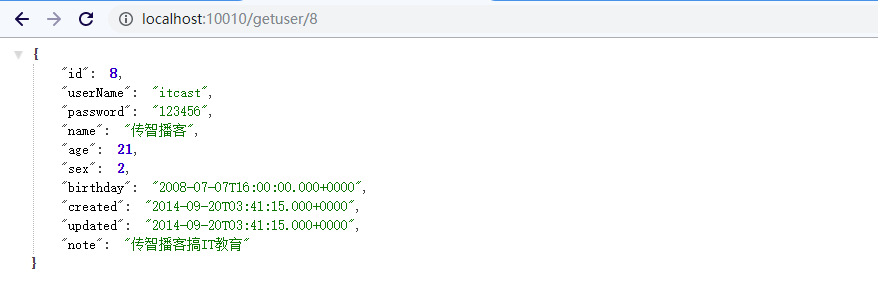 localhost:10010/getuser/8
{
"id": 8,
"userName": "itcast",
"password": "123456",
"name": "传智播客",
"age": 21,
"sex": 2,
"birthday": "2008-07-07T16:00:00.000+0000",
"created": "2014-09-20T03:41:15.000+0000",
"updated": "2014-09-20T03:41:15.000+0000",
"note": "传智播客搞IT教育"
}